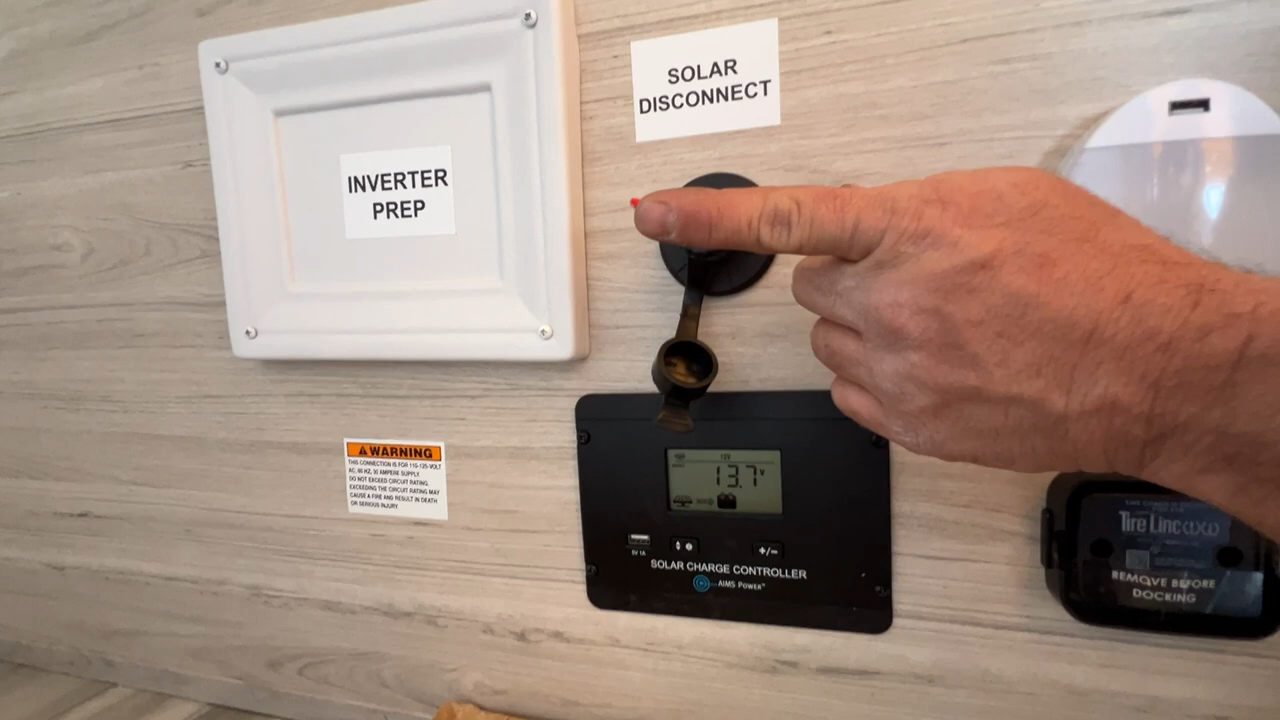 SOLAR
DISCONNECT
INVERTER
PREP
WARNING
THIS CONNECTION IS FOR 110-125-VOLT
AC, 60 HZ, 30 AMPERE SUPPLY.
DO NOT EXCEED CIRCUIT RATING.
EXCEEDING THE CIRCUIT RATING MAY
CAUSE A FIRE AND RESULT IN DEATH
OR SERIOUS INJURY.
12V
13.7 V
5V 1A
+/−
SOLAR CHARGE CONTROLLER
AIMS POWER
Tire Linc
REMOVE BEFORE
DOCKING